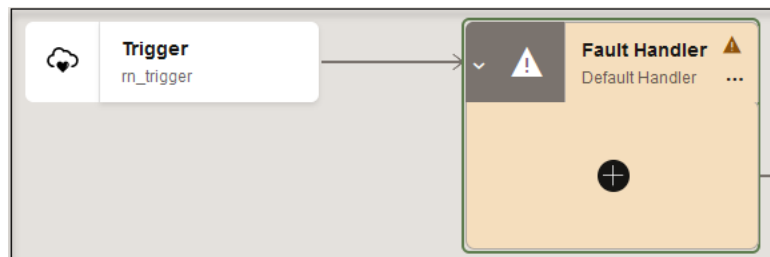 Trigger
rn_trigger
Fault Handler
Default Handler